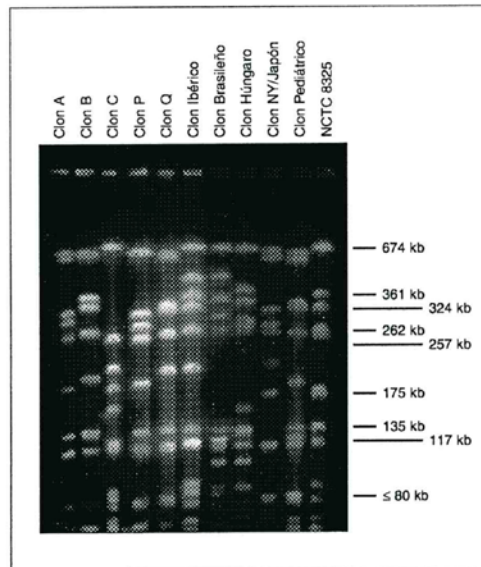 Clon A
Clon B
Clon C
Clon P
Clon Q
Clon Ibérico
Clon Brasileño
Clon Húngaro
Clon NY/Japón
Clon Pediátrico
NCTC 8325
674 kb
361 kb
324 kb
262 kb
257 kb
175 kb
135 kb
117 kb
≤ 80 kb